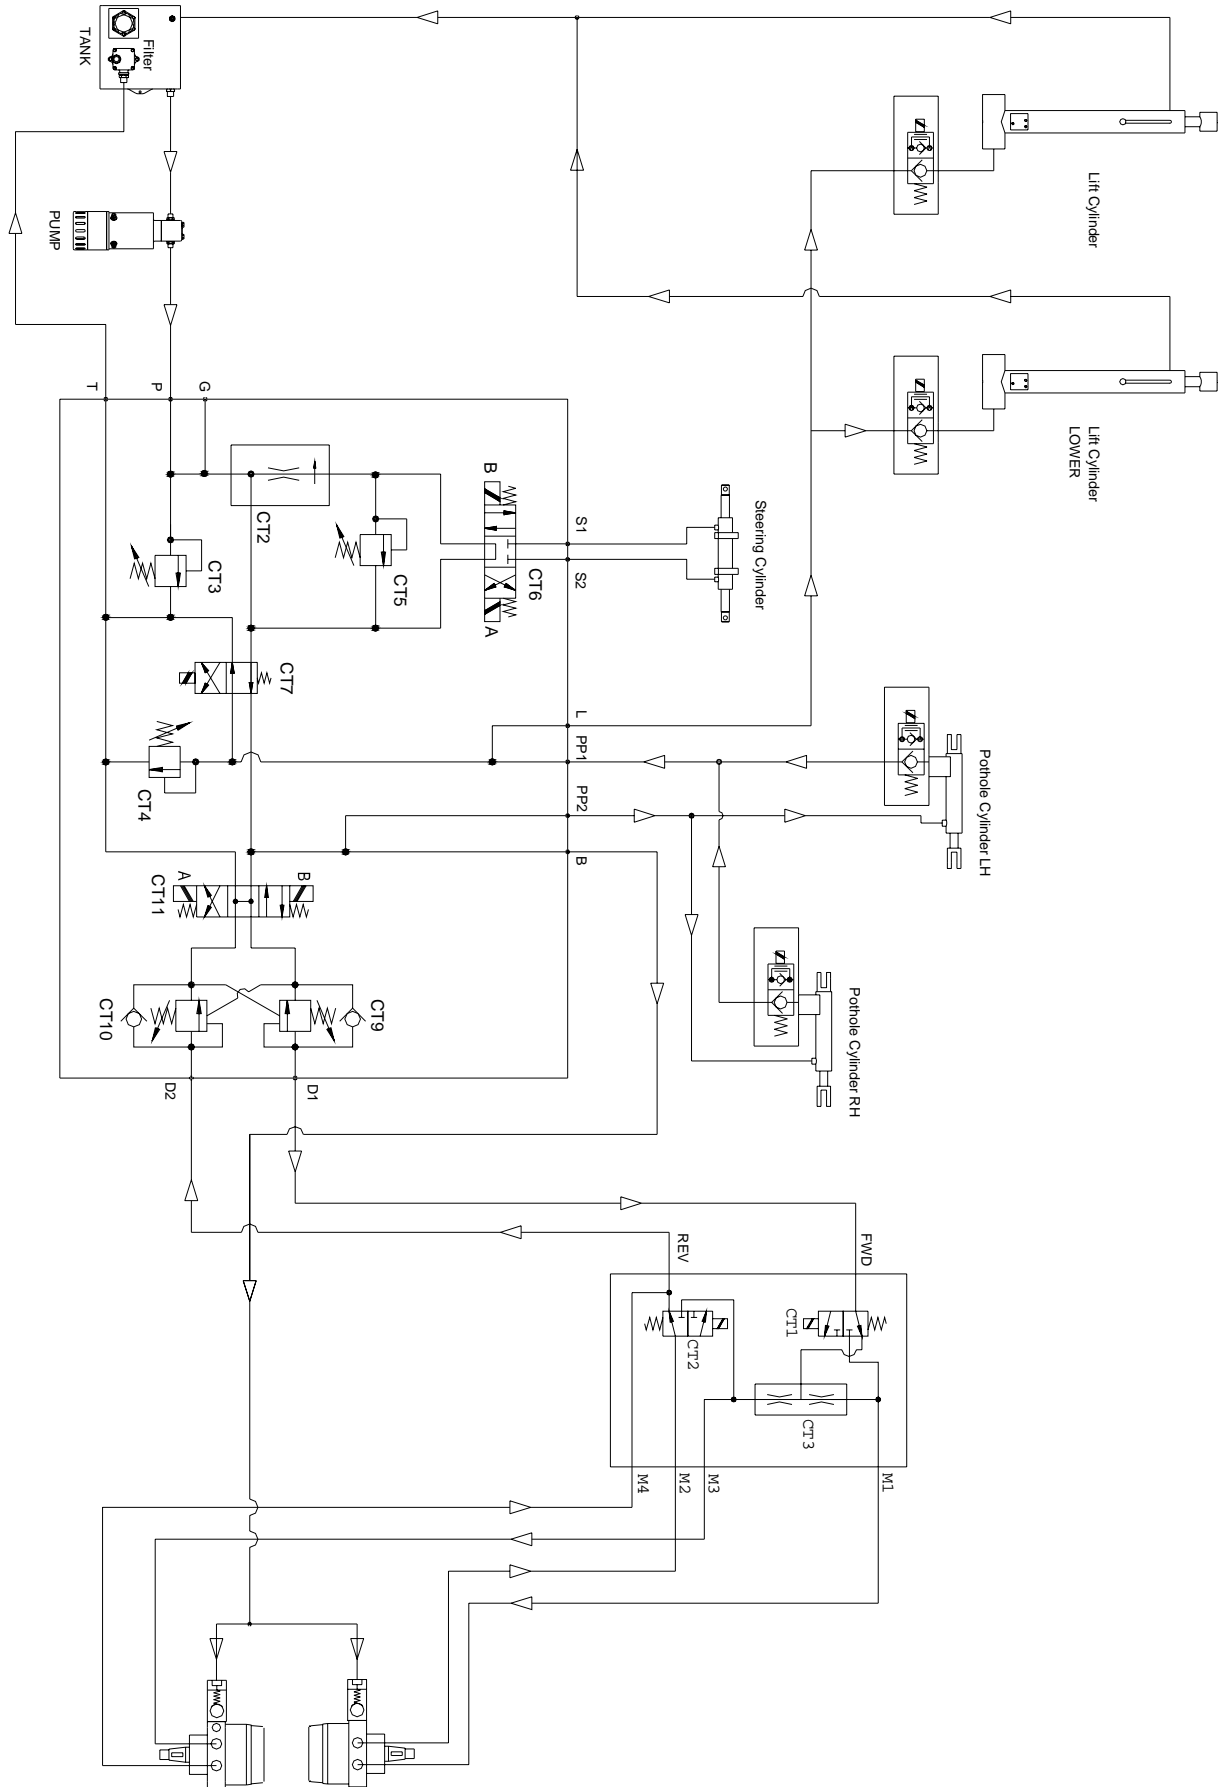 Filter
TANK
PUMP
Lift Cylinder
Lift Cylinder
LOWER
Steering Cylinder
Pothole Cylinder LH
Pothole Cylinder RH
T
P
G
S1
S2
L
PP1
PP2
B
D1
D2
CT2
CT3
CT5
B
CT6
A
CT7
CT4
A
B
CT11
CT9
CT10
REV
FWD
CT1
CT2
CT3
M4
M2
M3
M1